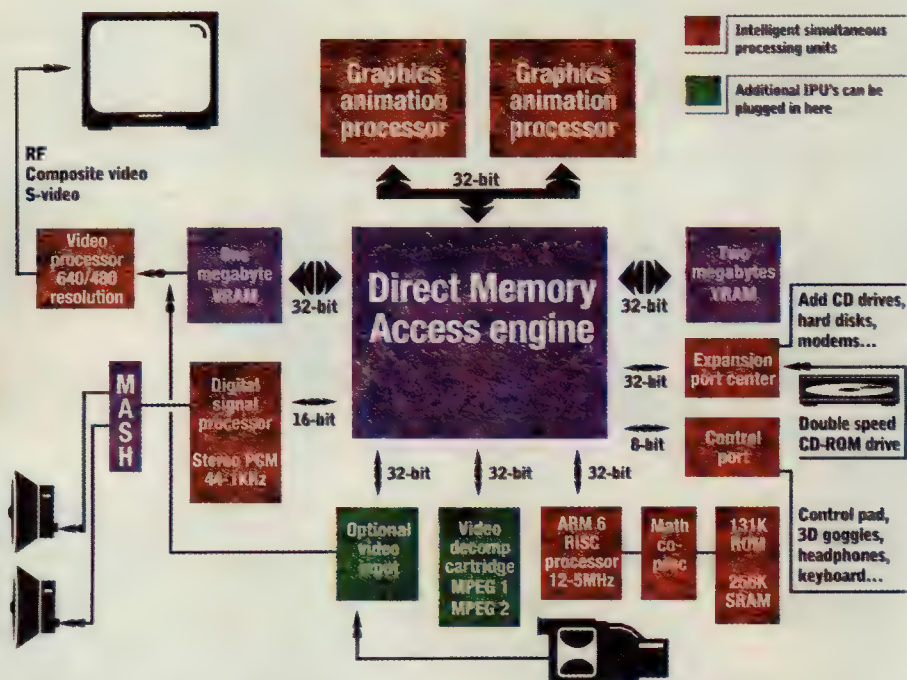 Intelligent simultaneous
processing units
Additional IPU's can be
plugged in here
Graphics
animation
processor
Graphics
animation
processor
32-bit
RF
Composite video
S-video
Video
processor
640/480
resolution
Two
megabyte
VRAM
32-bit
Direct Memory
Access engine
32-bit
Two
megabytes
VRAM
Add CD drives,
hard disks,
modems...
Expansion
port center
32-bit
Double speed
CD-ROM drive
Control
port
8-bit
Control pad,
3D goggles,
headphones,
keyboard...
MASH
Digital
signal
processor
Stereo PCM
44·1KHz
16-bit
32-bit
32-bit
32-bit
Optional
video
input
Video
decomp
cartridge
MPEG 1
MPEG 2
ARM.6
RISC
processor
12·5MHz
Math
co-
proc
131K
ROM
256K
SRAM